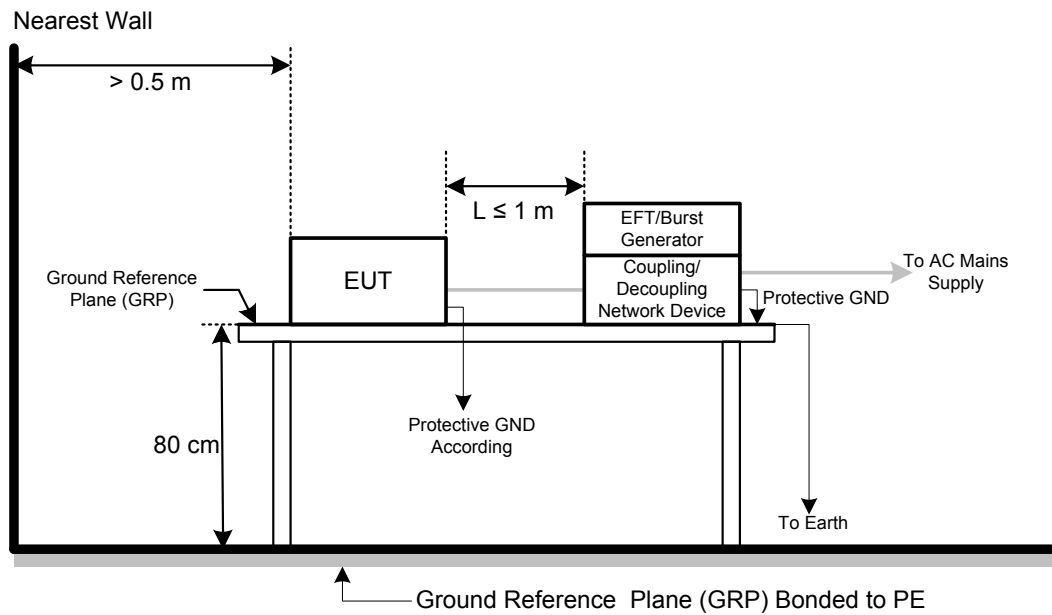 Nearest Wall
> 0.5 m
L ≤ 1 m
EFT/Burst
Generator
Coupling/
Decoupling
Network Device
To AC Mains
Supply
Protective GND
Ground Reference
Plane (GRP)
EUT
Protective GND
According
80 cm
To Earth
Ground Reference Plane (GRP) Bonded to PE